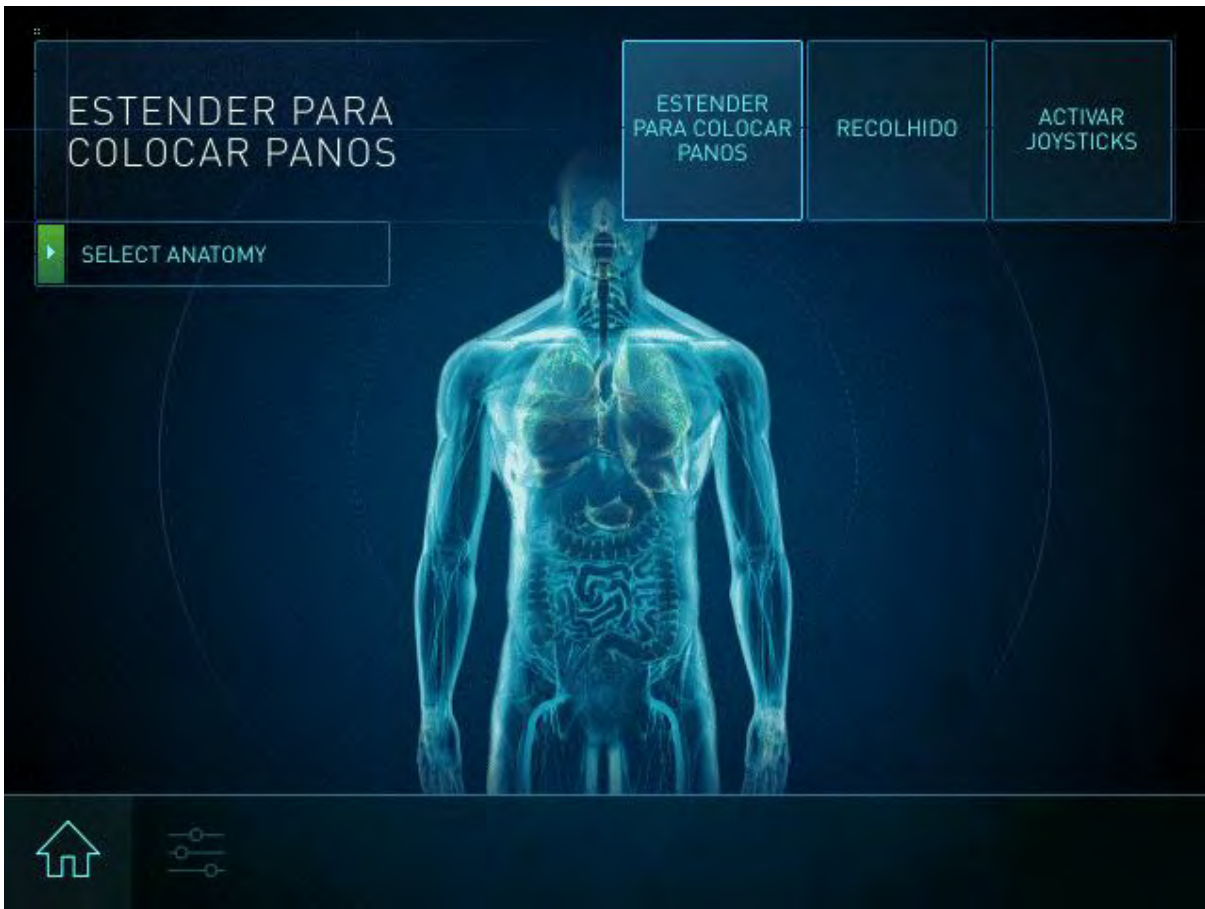 ESTENDER PARA
COLOCAR PANOS
ESTENDER
PARA COLOCAR
PANOS
RECOLHIDO
ACTIVAR
JOYSTICKS
SELECT ANATOMY